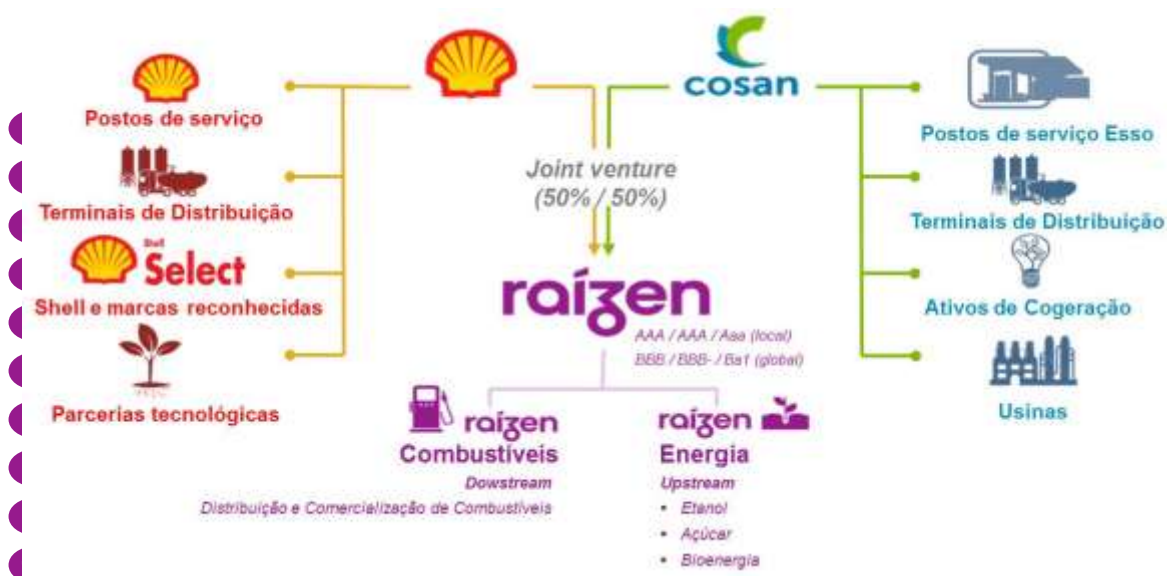 cosan
Postos de serviço
Terminais de Distribuição
Shell
Select
Shell e marcas reconhecidas
Parcerias tecnológicas
Joint venture
(50% / 50%)
raízen
AAA / AAA / Aaa (local)
BBB / BBB- / Ba1 (global)
raízen
Combustíveis
Dowstream
Distribuição e Comercialização de Combustíveis
raízen
Energia
Upstream
• Etanol
• Açúcar
• Bioenergia
Postos de serviço Esso
Terminais de Distribuição
Ativos de Cogeração
Usinas